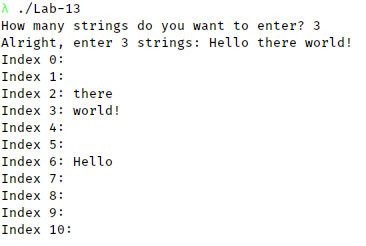 λ ./Lab-13
How many strings do you want to enter? 3
Alright, enter 3 strings: Hello there world!
Index 0:
Index 1:
Index 2: there
Index 3: world!
Index 4:
Index 5:
Index 6: Hello
Index 7:
Index 8:
Index 9:
Index 10: